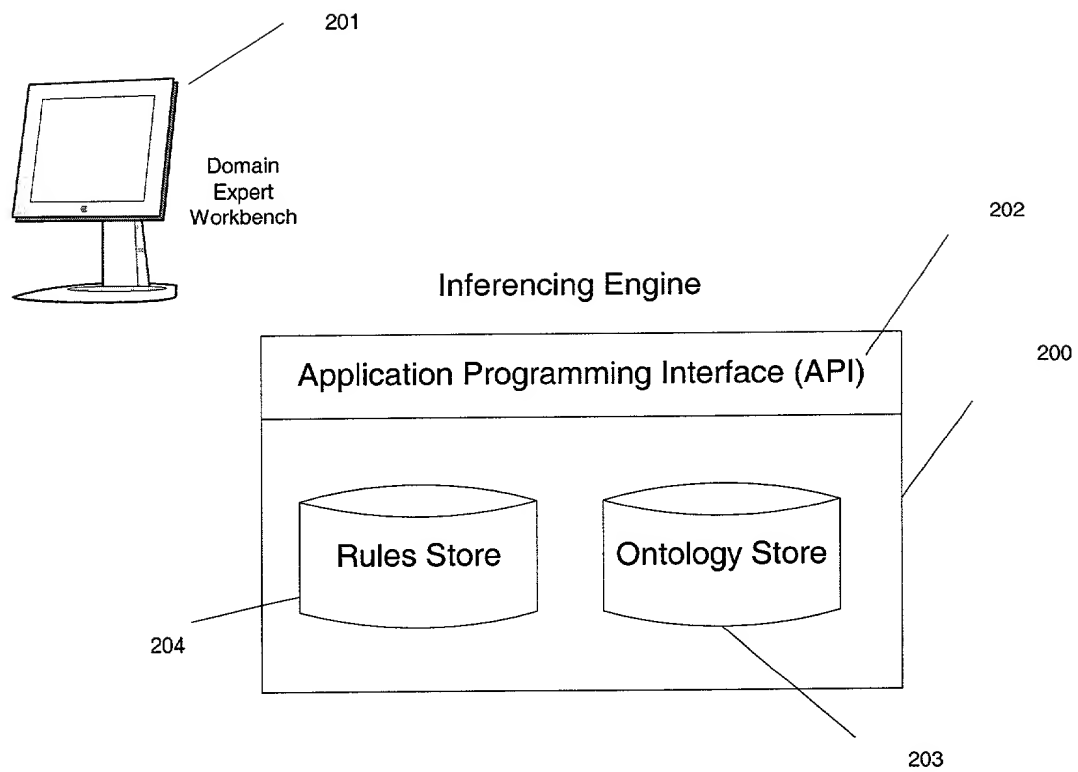 201
Domain
Expert
Workbench
202
Inferencing Engine
200
Application Programming Interface (API)
Rules Store
Ontology Store
204
203